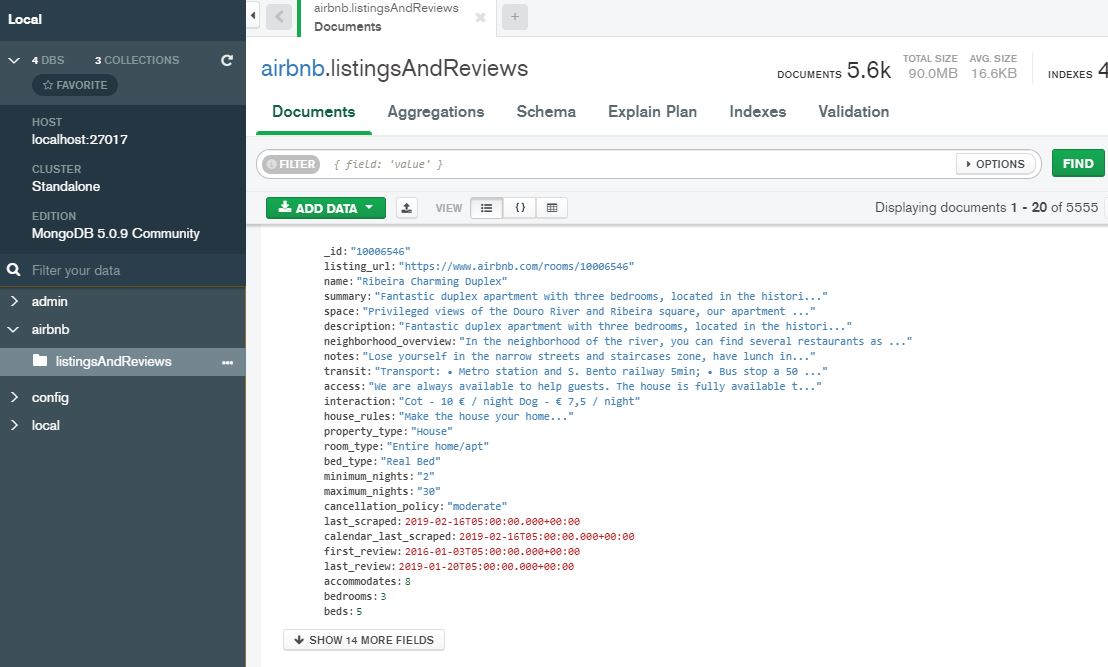 Local
4 DBS 3 COLLECTIONS
FAVORITE
HOST
localhost:27017
CLUSTER
Standalone
EDITION
MongoDB 5.0.9 Community
Filter your data
admin
airbnb
listingsAndReviews
config
local
airbnb.listingsAndReviews
Documents
airbnb.listingsAndReviews
DOCUMENTS 5.6k TOTAL SIZE 90.0MB AVG. SIZE 16.6KB INDEXES 4
Documents Aggregations Schema Explain Plan Indexes Validation
FILTER { field: 'value' } OPTIONS FIND
ADD DATA VIEW {} Displaying documents 1 - 20 of 5555
_id: "10006546"
listing_url: "https://www.airbnb.com/rooms/10006546"
name: "Ribeira Charming Duplex"
summary: "Fantastic duplex apartment with three bedrooms, located in the histori..."
space: "Privileged views of the Douro River and Ribeira square, our apartment ..."
description: "Fantastic duplex apartment with three bedrooms, located in the histori..."
neighborhood_overview: "In the neighborhood of the river, you can find several restaurants as ..."
notes: "Lose yourself in the narrow streets and staircases zone, have lunch in..."
transit: "Transport: • Metro station and S. Bento railway 5min; • Bus stop a 50 ..."
access: "We are always available to help guests. The house is fully available t..."
interaction: "Cot - 10 € / night Dog - € 7,5 / night"
house_rules: "Make the house your home..."
property_type: "House"
room_type: "Entire home/apt"
bed_type: "Real Bed"
minimum_nights: "2"
maximum_nights: "30"
cancellation_policy: "moderate"
last_scraped: 2019-02-16T05:00:00.000+00:00
calendar_last_scraped: 2019-02-16T05:00:00.000+00:00
first_review: 2016-01-03T05:00:00.000+00:00
last_review: 2019-01-20T05:00:00.000+00:00
accommodates: 8
bedrooms: 3
beds: 5
SHOW 14 MORE FIELDS